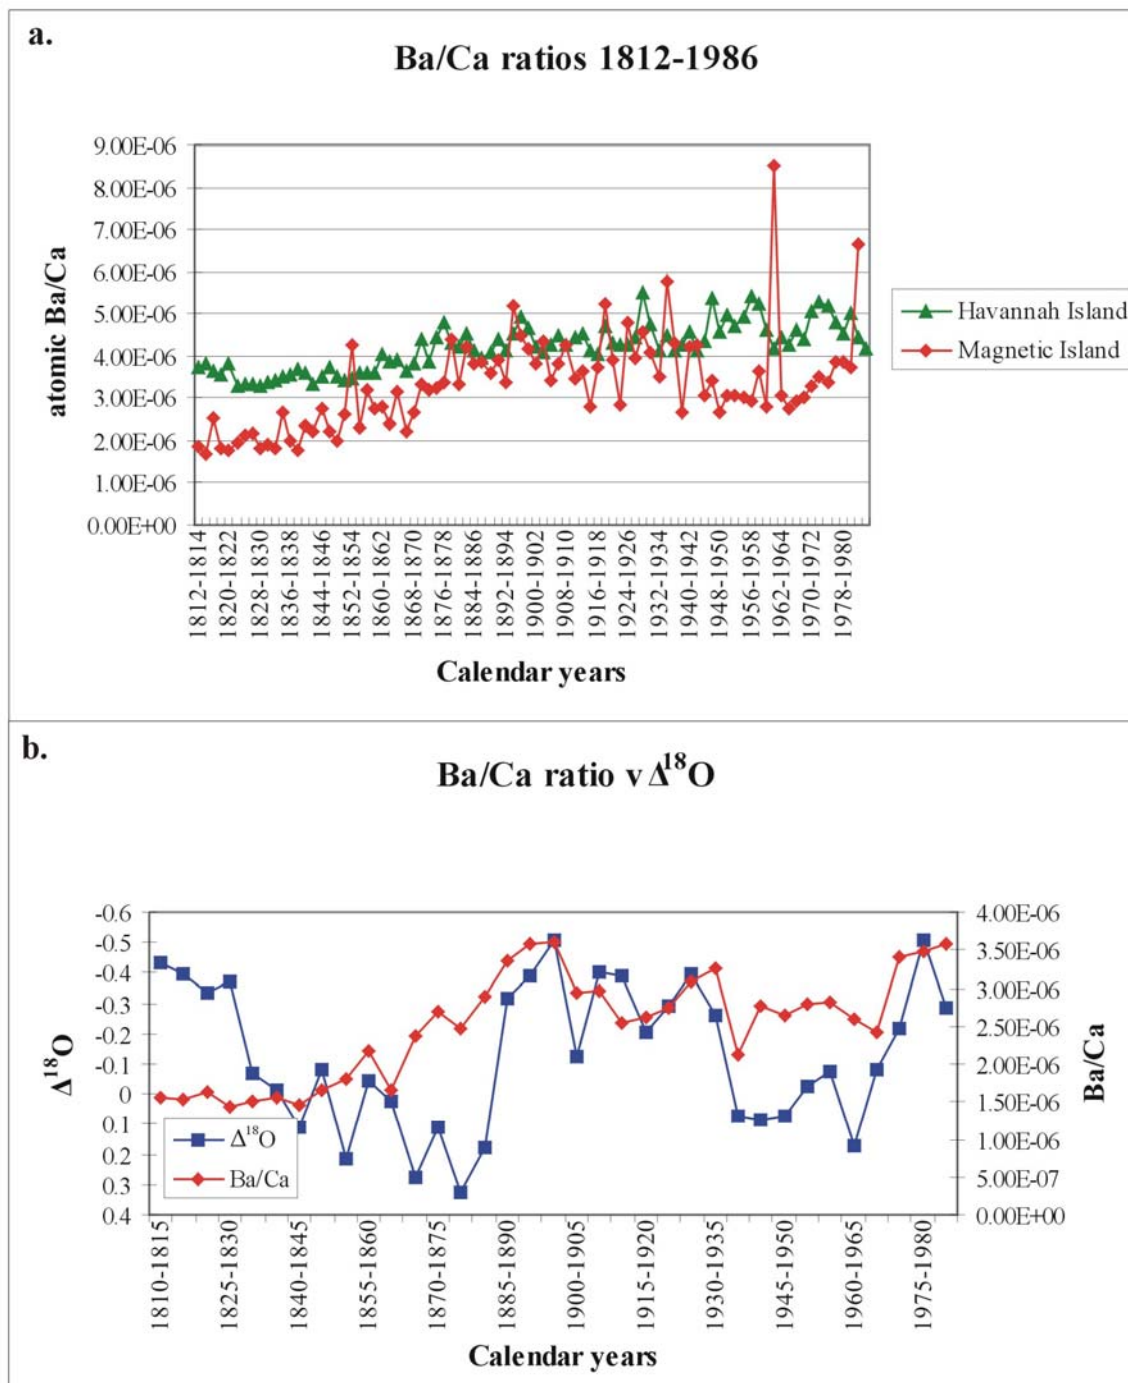 a.
Ba/Ca ratios 1812-1986
atomic Ba/Ca
9.00E-06
8.00E-06
7.00E-06
6.00E-06
5.00E-06
4.00E-06
3.00E-06
2.00E-06
1.00E-06
0.00E+00
Havannah Island
Magnetic Island
1812-1814
1820-1822
1828-1830
1836-1838
1844-1846
1852-1854
1860-1862
1868-1870
1876-1878
1884-1886
1892-1894
1900-1902
1908-1910
1916-1918
1924-1926
1932-1934
1940-1942
1948-1950
1956-1958
1962-1964
1970-1972
1978-1980
Calendar years
b.
Ba/Ca ratio v Δ¹⁸O
Δ¹⁸O
-0.6
-0.5
-0.4
-0.3
-0.2
-0.1
0
0.1
0.2
0.3
0.4
Δ¹⁸O
Ba/Ca
4.00E-06
3.50E-06
3.00E-06
2.50E-06
2.00E-06
1.50E-06
1.00E-06
5.00E-07
0.00E+00
Ba/Ca
1810-1815
1825-1830
1840-1845
1855-1860
1870-1875
1885-1890
1900-1905
1915-1920
1930-1935
1945-1950
1960-1965
1975-1980
Calendar years